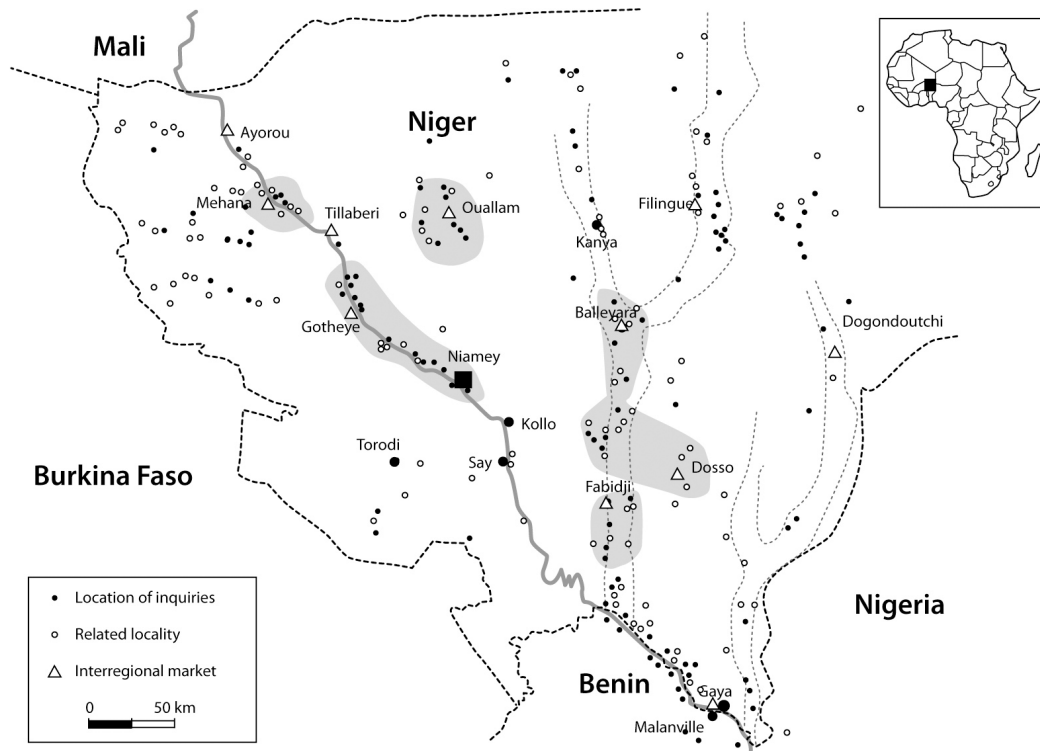 Mali
Niger
Ayorou
Mehana
Tillaberi
Ouallam
Filingue
Kanya
Gotheye
Balleyara
Dogondoutchi
Niamey
Kollo
Torodi
Say
Burkina Faso
Dosso
Fabidji
Location of inquiries
Related locality
Interregional market
0 50 km
Nigeria
Benin
Gaya
Malanville